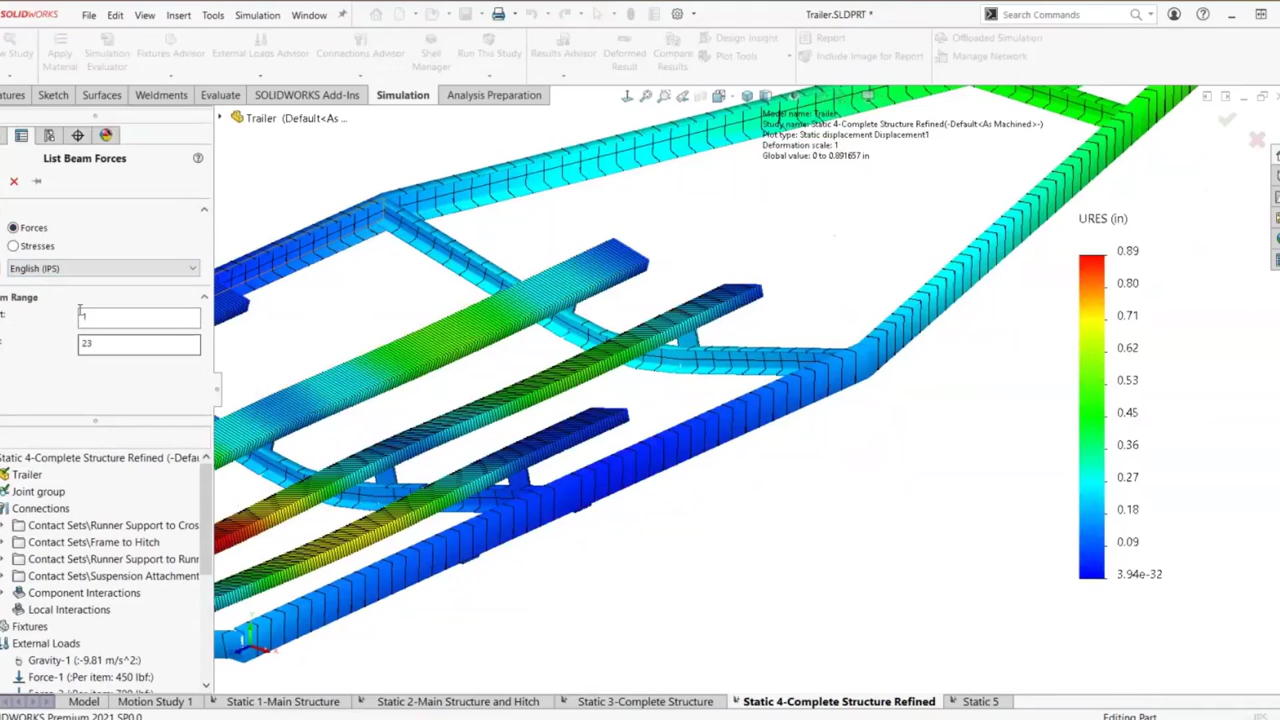 SOLIDWORKS File Edit View Insert Tools Simulation Window Trailer.SLDPRT * Search Commands
w Study Apply Material Simulation Evaluator Fixtures Advisor External Loads Advisor Connections Advisor Shell Manager Run This Study Results Advisor Deformed Result Compare Results Design Insight Plot Tools Report Include Image for Report Offloaded Simulation Manage Network
atures Sketch Surfaces Weldments Evaluate SOLIDWORKS Add-Ins Simulation Analysis Preparation
Trailer (Default<As ...
Model name: Trailer
Study name: Static 4-Complete Structure Refined(-Default<As Machined>-)
Plot type: Static displacement Displacement1
Deformation scale: 1
Global value: 0 to 0.891657 in
List Beam Forces
Forces
Stresses
English (IPS)
m Range
t: 1
: 23
URES (in)
0.89
0.80
0.71
0.62
0.53
0.45
0.36
0.27
0.18
0.09
3.94e-32
Static 4-Complete Structure Refined (-Defau
Trailer
Joint group
Connections
Contact Sets\Runner Support to Cros
Contact Sets\Frame to Hitch
Contact Sets\Runner Support to Runr
Contact Sets\Suspension Attachment
Component Interactions
Local Interactions
Fixtures
External Loads
Gravity-1 (:-9.81 m/s^2:)
Force-1 (:Per item: 450 lbf:)
Model Motion Study 1 Static 1-Main Structure Static 2-Main Structure and Hitch Static 3-Complete Structure Static 4-Complete Structure Refined Static 5
SOLIDWORKS Premium 2021 SP0.0 Editing Part IPS